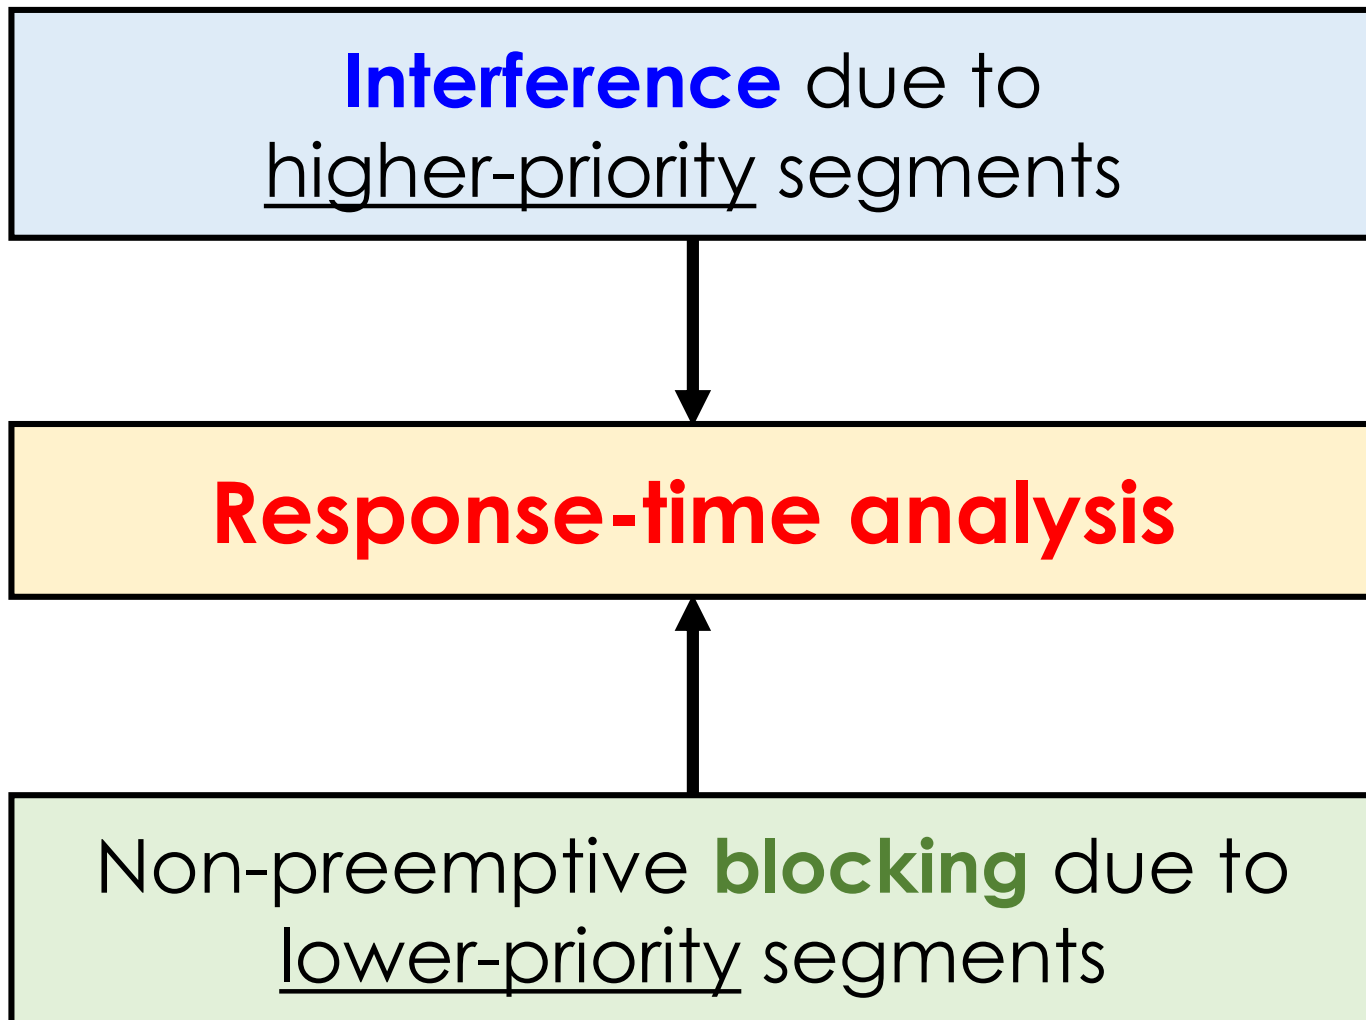 Interference due to
higher-priority segments
Response-time analysis
Non-preemptive blocking due to
lower-priority segments